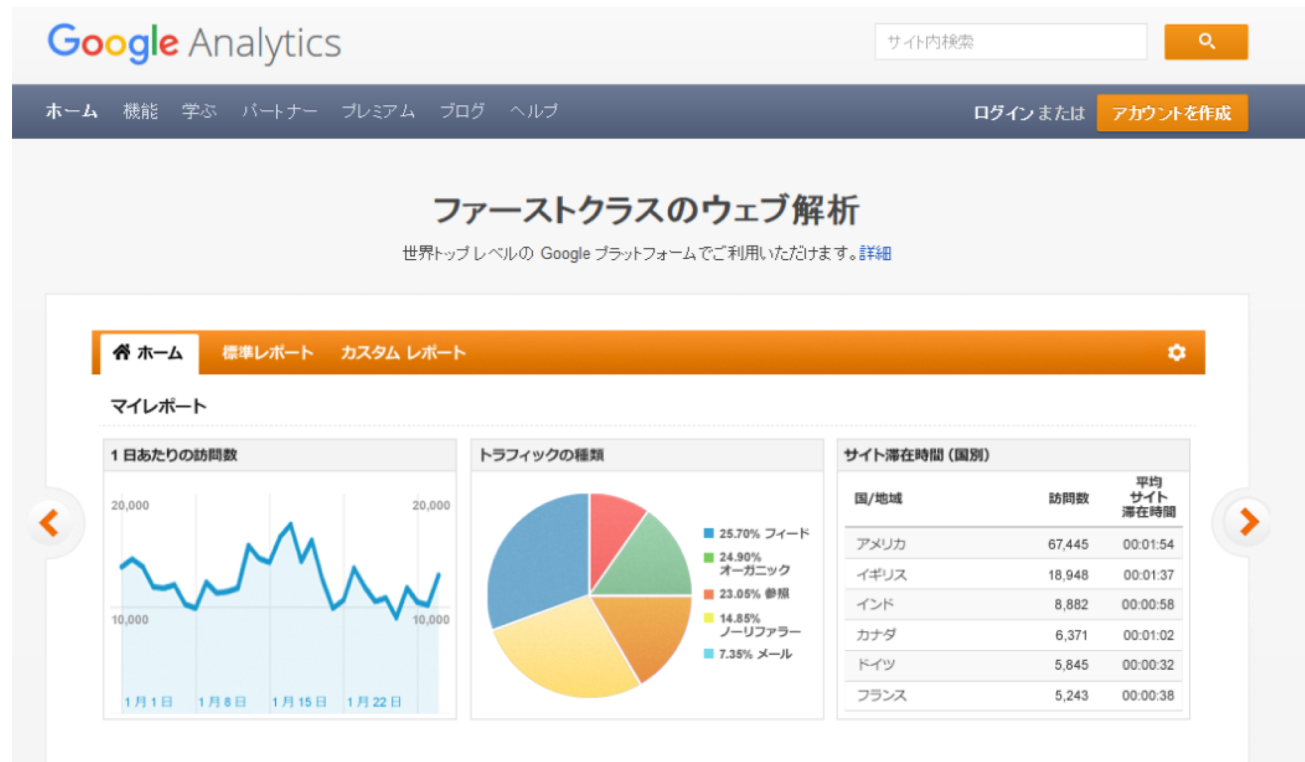 Google Analytics
サイト内検索
ホーム 機能 学ぶ パートナー プレミアム ブログ ヘルプ
ログイン または アカウントを作成
ファーストクラスのウェブ解析
世界トップレベルの Google プラットフォームでご利用いただけます。詳細
ホーム 標準レポート カスタム レポート
マイレポート
1 日あたりの訪問数
20,000 20,000
10,000 10,000
1 月 1 日 1 月 8 日 1 月 15 日 1 月 22 日
トラフィックの種類
25.70% フィード
24.90%
オーガニック
23.05% 参照
14.85%
ノーリファラー
7.35% メール
サイト滞在時間 (国別)
国/地域 訪問数 平均
サイト
滞在時間
アメリカ 67,445 00:01:54
イギリス 18,948 00:01:37
インド 8,882 00:00:58
カナダ 6,371 00:01:02
ドイツ 5,845 00:00:32
フランス 5,243 00:00:38